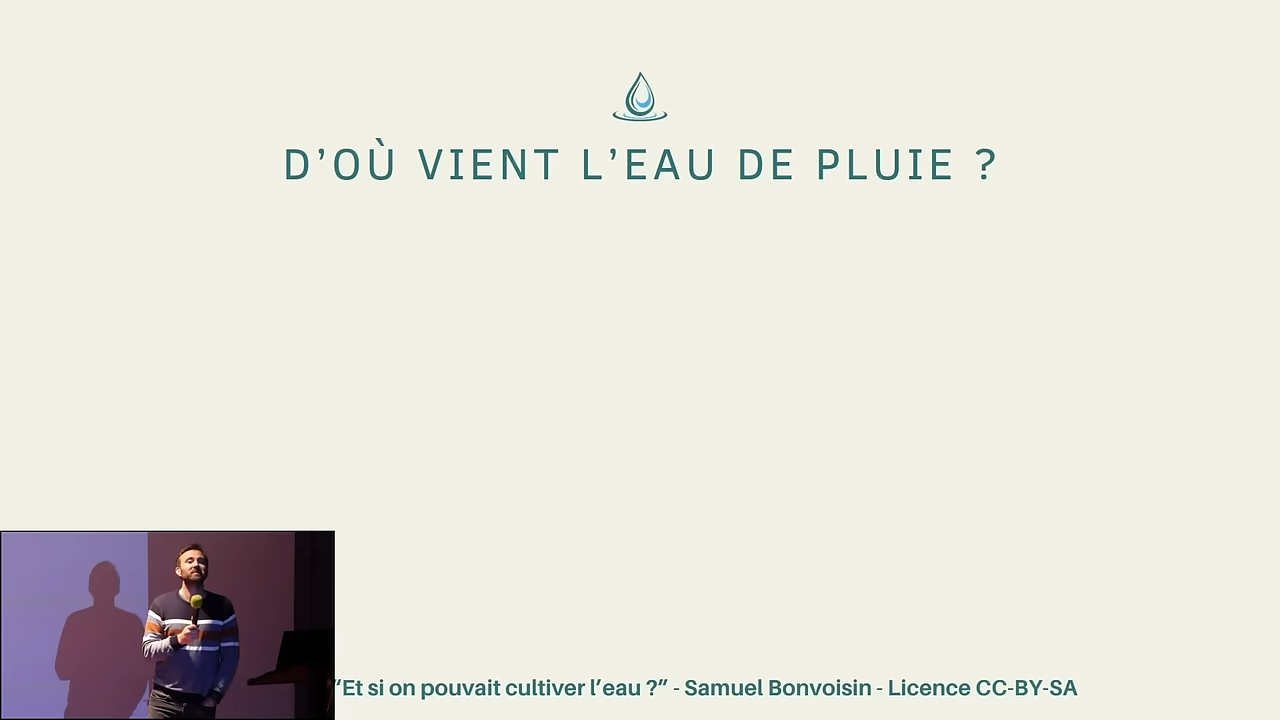 D’OÙ VIENT L’EAU DE PLUIE ?
“Et si on pouvait cultiver l’eau ?” - Samuel Bonvoisin - Licence CC-BY-SA